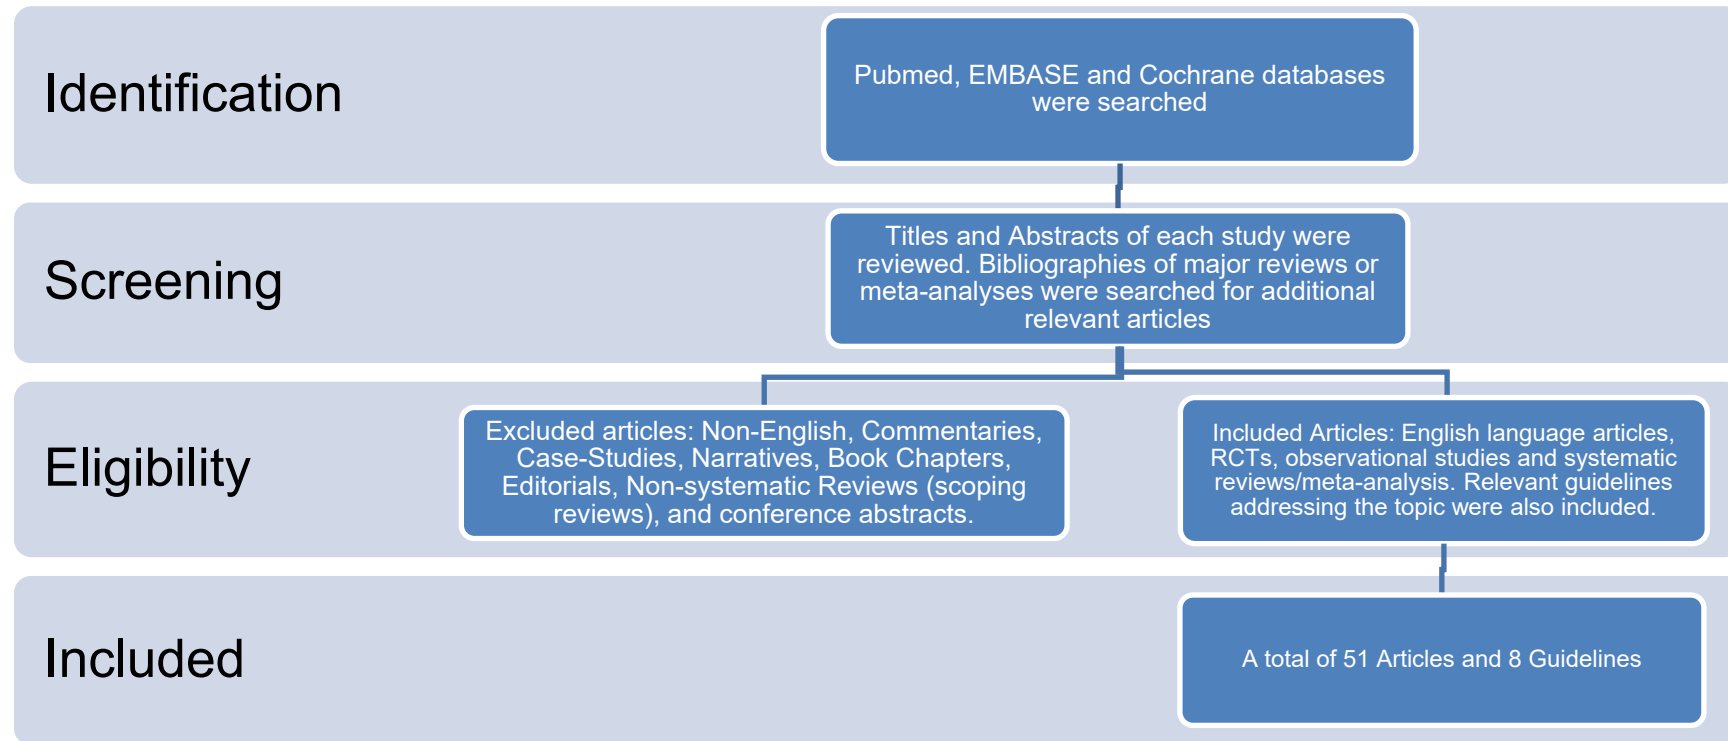 Identification
Pubmed, EMBASE and Cochrane databases
were searched
Screening
Titles and Abstracts of each study were
reviewed. Bibliographies of major reviews or
meta-analyses were searched for additional
relevant articles
Eligibility
Excluded articles: Non-English, Commentaries,
Case-Studies, Narratives, Book Chapters,
Editorials, Non-systematic Reviews (scoping
reviews), and conference abstracts.
Included Articles: English language articles,
RCTs, observational studies and systematic
reviews/meta-analysis. Relevant guidelines
addressing the topic were also included.
Included
A total of 51 Articles and 8 Guidelines